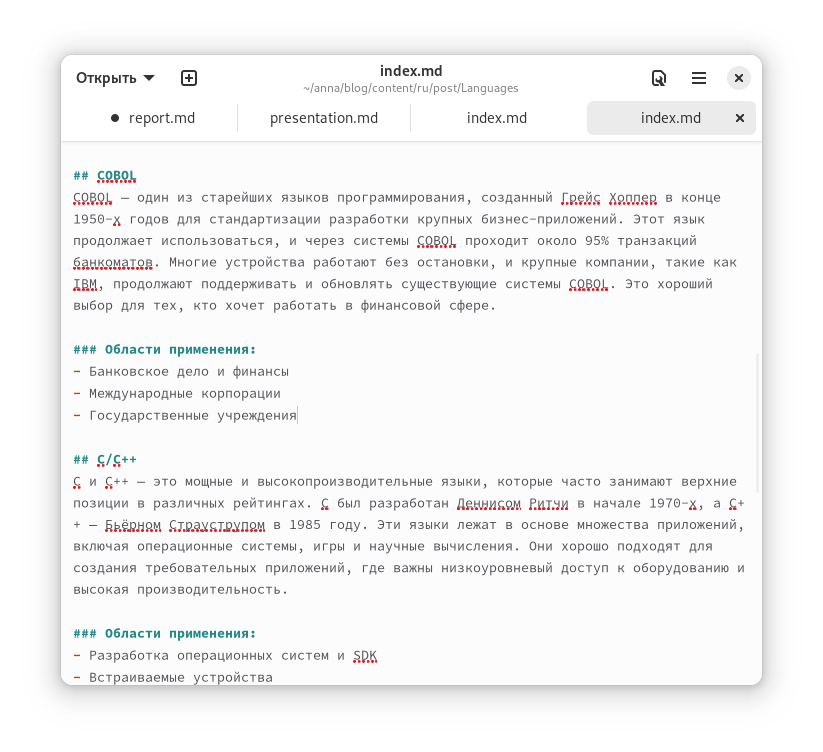 Открыть
index.md
~/anna/blog/content/ru/post/Languages
report.md
presentation.md
index.md
index.md
## COBOL
COBOL — один из старейших языков программирования, созданный Грейс Хоппер в конце
1950-х годов для стандартизации разработки крупных бизнес-приложений. Этот язык
продолжает использоваться, и через системы COBOL проходит около 95% транзакций
банкоматов. Многие устройства работают без остановки, и крупные компании, такие как
IBM, продолжают поддерживать и обновлять существующие системы COBOL. Это хороший
выбор для тех, кто хочет работать в финансовой сфере.
### Области применения:
- Банковское дело и финансы
- Международные корпорации
- Государственные учреждения
## C/C++
C и C++ — это мощные и высокопроизводительные языки, которые часто занимают верхние
позиции в различных рейтингах. C был разработан Деннисом Ритчи в начале 1970-х, а C+
+ — Бьёрном Страуструпом в 1985 году. Эти языки лежат в основе множества приложений,
включая операционные системы, игры и научные вычисления. Они хорошо подходят для
создания требовательных приложений, где важны низкоуровневый доступ к оборудованию и
высокая производительность.
### Области применения:
- Разработка операционных систем и SDK
- Встраиваемые устройства